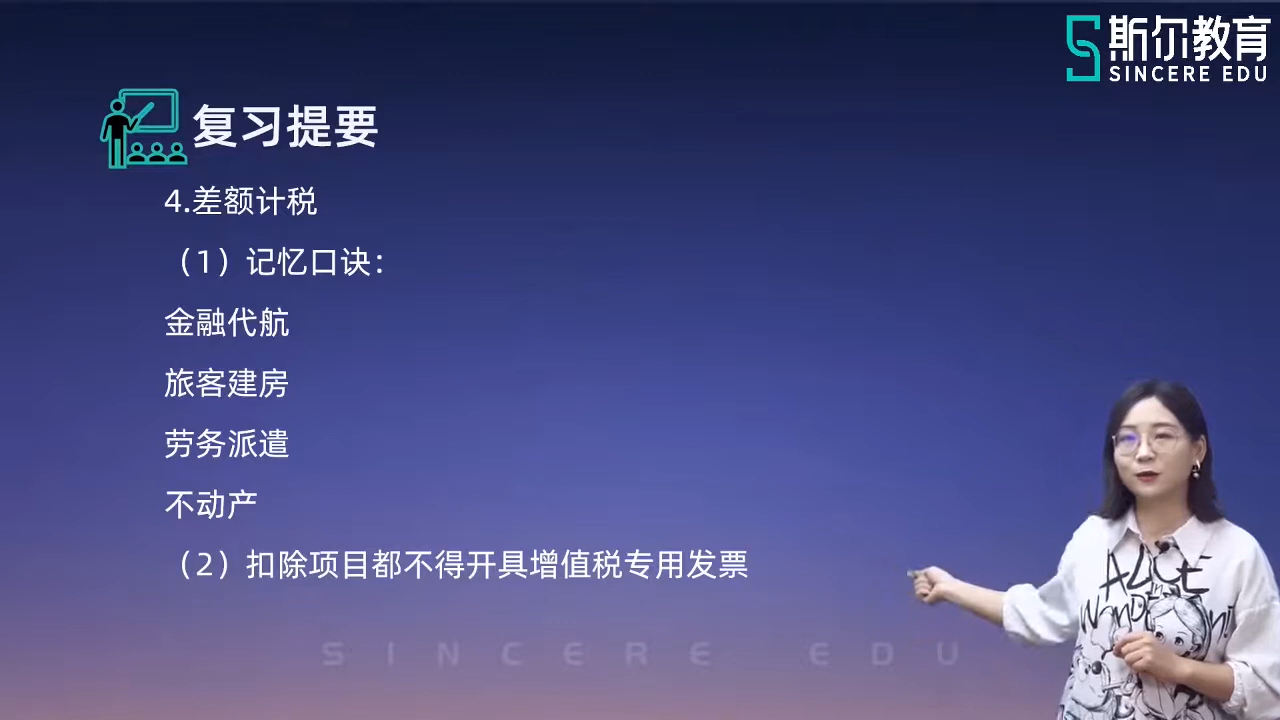 斯尔教育
SINCERE EDU
复习提要
4.差额计税
（1）记忆口诀：
金融代航
旅客建房
劳务派遣
不动产
（2）扣除项目都不得开具增值税专用发票
SINCERE EDU
ALICE
in